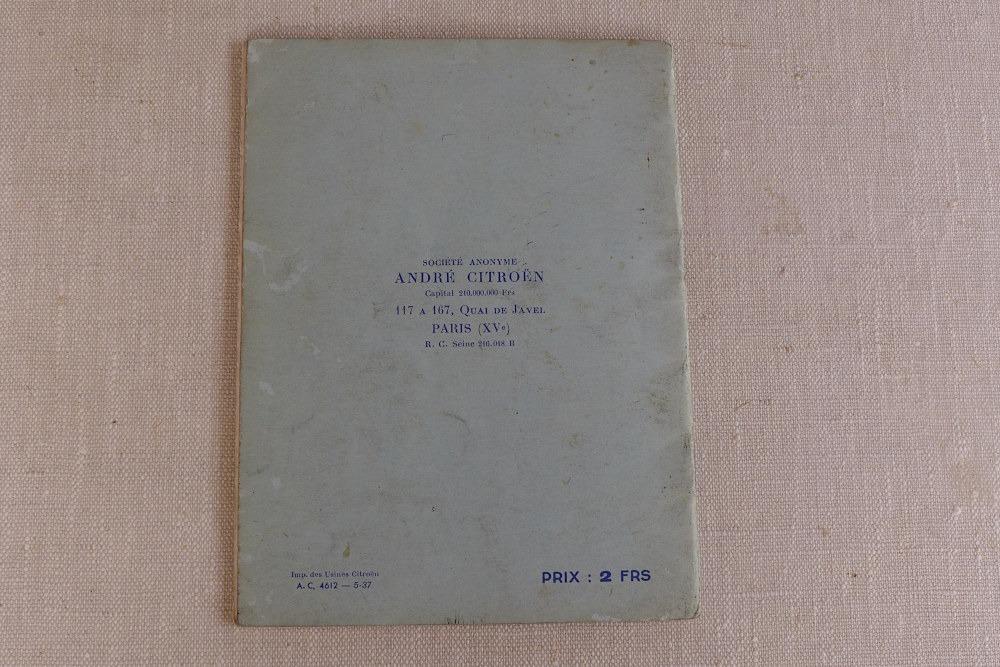 SOCIÉTÉ ANONYME
ANDRÉ CITROËN
Capital 210.000.000 Frs
117 A 167, QUAI DE JAVEL
PARIS (XVe)
R. C. Seine 216.018 B
Imp. des Usines Citroën
A. C. 4612 — 5-37
PRIX : 2 FRS